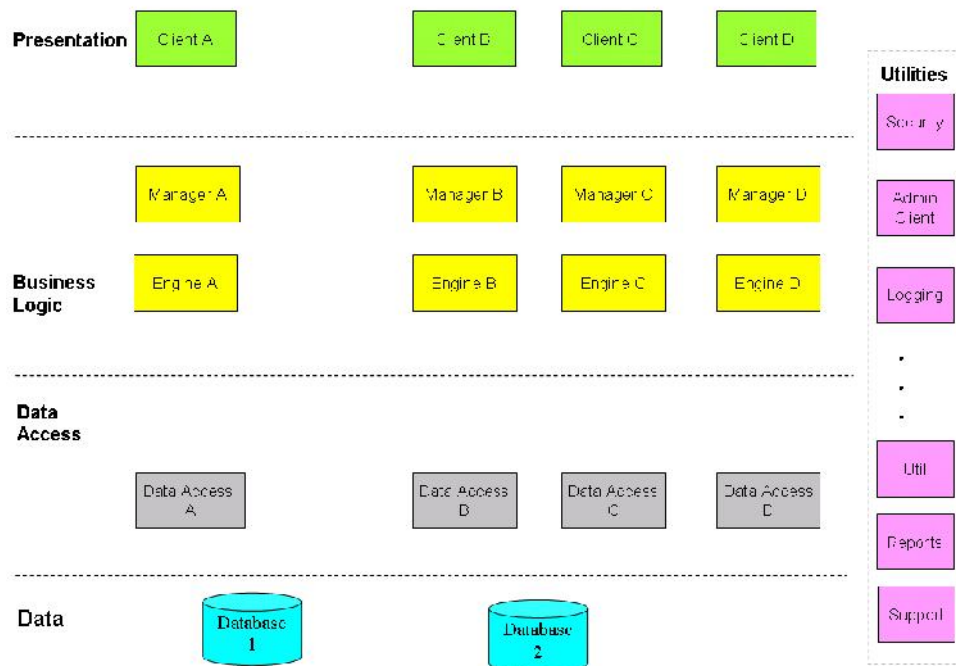 Presentation
Client A
Client B
Client C
Client D
Utilities
Security
Manager A
Manager B
Manager C
Manager D
Admin
Client
Business
Logic
Engine A
Engine B
Engine C
Engine D
Logging
.
.
.
Data
Access
Data Access
A
Data Access
B
Data Access
C
Data Access
D
Util
Reports
Data
Database
1
Database
2
Support